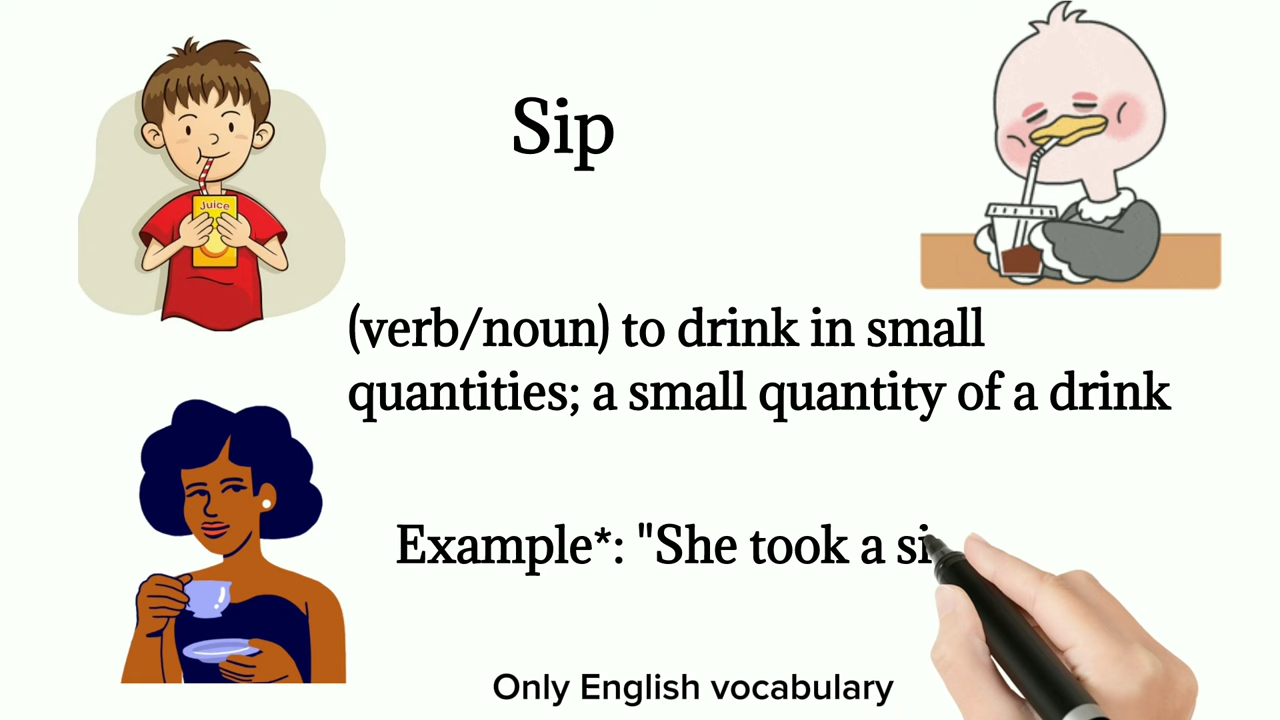 Juice
Sip
(verb/noun) to drink in small
quantities; a small quantity of a drink
Example*: "She took a si
Only English vocabulary